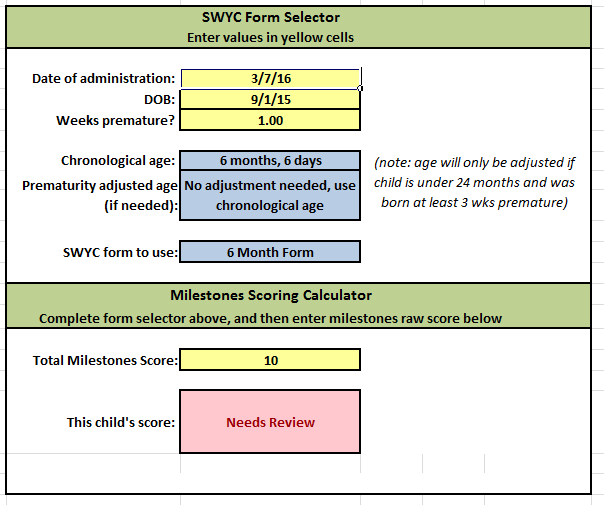 SWYC Form Selector
Enter values in yellow cells
Date of administration: 3/7/16
DOB: 9/1/15
Weeks premature? 1.00
Chronological age: 6 months, 6 days
Prematurity adjusted age (if needed): No adjustment needed, use chronological age
(note: age will only be adjusted if
child is under 24 months and was
born at least 3 wks premature)
SWYC form to use: 6 Month Form
Milestones Scoring Calculator
Complete form selector above, and then enter milestones raw score below
Total Milestones Score: 10
This child's score: Needs Review